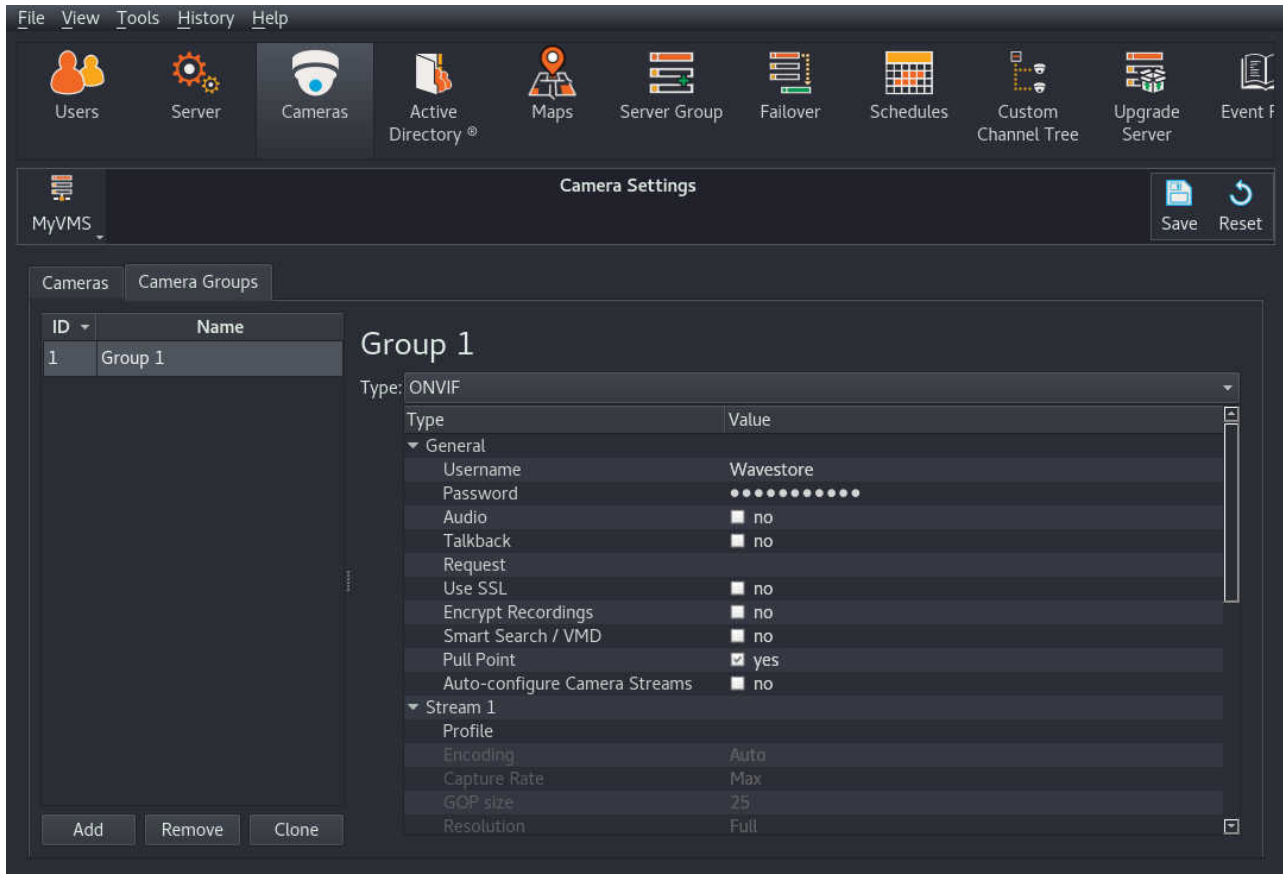 File View Tools History Help
Users Server Cameras Active Directory ® Maps Server Group Failover Schedules Custom Channel Tree Upgrade Server Event
MyVMS Camera Settings Save Reset
Cameras Camera Groups
ID Name
1 Group 1
Group 1
Type: ONVIF
Type Value
General
Username Wavestore
Password ●●●●●●●●●●●
Audio no
Talkback no
Request
Use SSL no
Encrypt Recordings no
Smart Search / VMD no
Pull Point yes
Auto-configure Camera Streams no
Stream 1
Profile
Encoding Auto
Capture Rate Max
GOP size 25
Resolution Full
Add Remove Clone